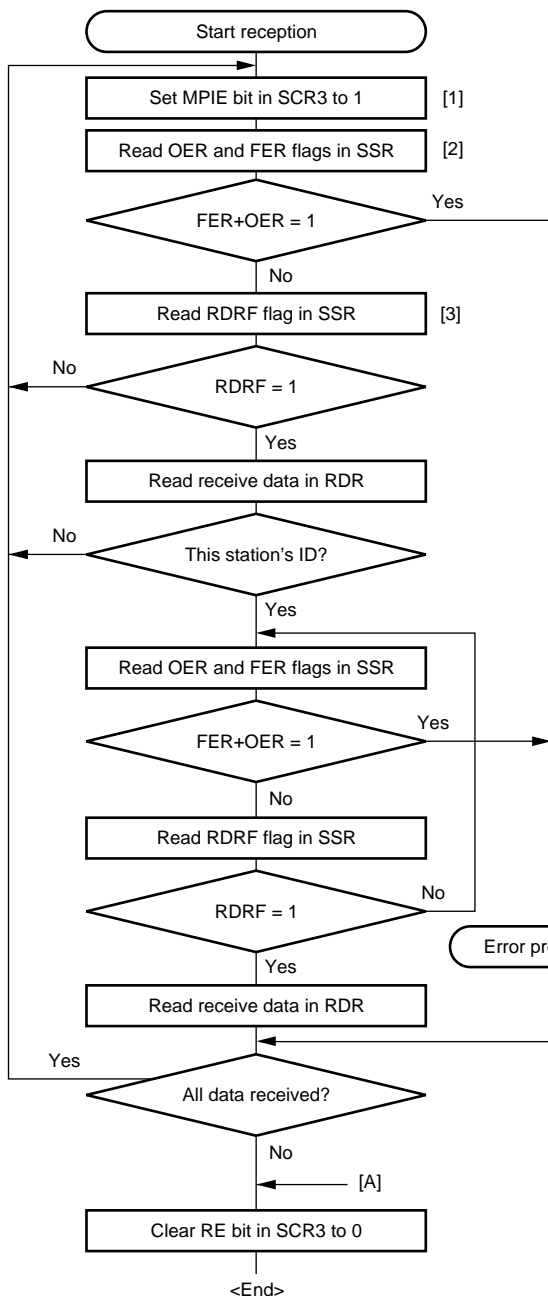 Start reception
Set MPIE bit in SCR3 to 1 [1]
Read OER and FER flags in SSR [2]
Yes
FER+OER = 1
No
Read RDRF flag in SSR [3]
No
RDRF = 1
Yes
Read receive data in RDR
No
This station's ID?
Yes
Read OER and FER flags in SSR
Yes
FER+OER = 1
No
Read RDRF flag in SSR
No
RDRF = 1
Yes
Error
Read receive data in RDR
Yes
All data received?
No
[A]
Clear RE bit in SCR3 to 0
<End>